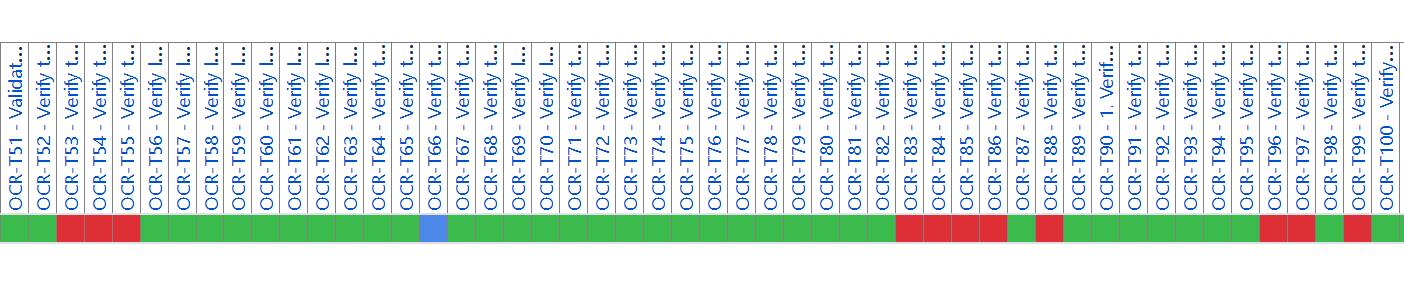 OCR-T51 - Validat...
OCR-T52 - Verify t...
OCR-T53 - Verify t...
OCR-T54 - Verify t...
OCR-T55 - Verify t...
OCR-T56 - Verify l...
OCR-T57 - Verify l...
OCR-T58 - Verify l...
OCR-T59 - Verify l...
OCR-T60 - Verify l...
OCR-T61 - Verify l...
OCR-T62 - Verify l...
OCR-T63 - Verify l...
OCR-T64 - Verify t...
OCR-T65 - Verify t...
OCR-T66 - Verify t...
OCR-T67 - Verify t...
OCR-T68 - Verify t...
OCR-T69 - Verify l...
OCR-T70 - Verify l...
OCR-T71 - Verify t...
OCR-T72 - Verify t...
OCR-T73 - Verify t...
OCR-T74 - Verify t...
OCR-T75 - Verify t...
OCR-T76 - Verify t...
OCR-T77 - Verify t...
OCR-T78 - Verify t...
OCR-T79 - Verify t...
OCR-T80 - Verify t...
OCR-T81 - Verify t...
OCR-T82 - Verify t...
OCR-T83 - Verify t...
OCR-T84 - Verify t...
OCR-T85 - Verify t...
OCR-T86 - Verify t...
OCR-T87 - Verify t...
OCR-T88 - Verify t...
OCR-T89 - Verify t...
OCR-T90 - 1. Verif...
OCR-T91 - Verify t...
OCR-T92 - Verify t...
OCR-T93 - Verify t...
OCR-T94 - Verify t...
OCR-T95 - Verify t...
OCR-T96 - Verify t...
OCR-T97 - Verify t...
OCR-T98 - Verify t...
OCR-T99 - Verify t...
OCR-T100 - Verify...